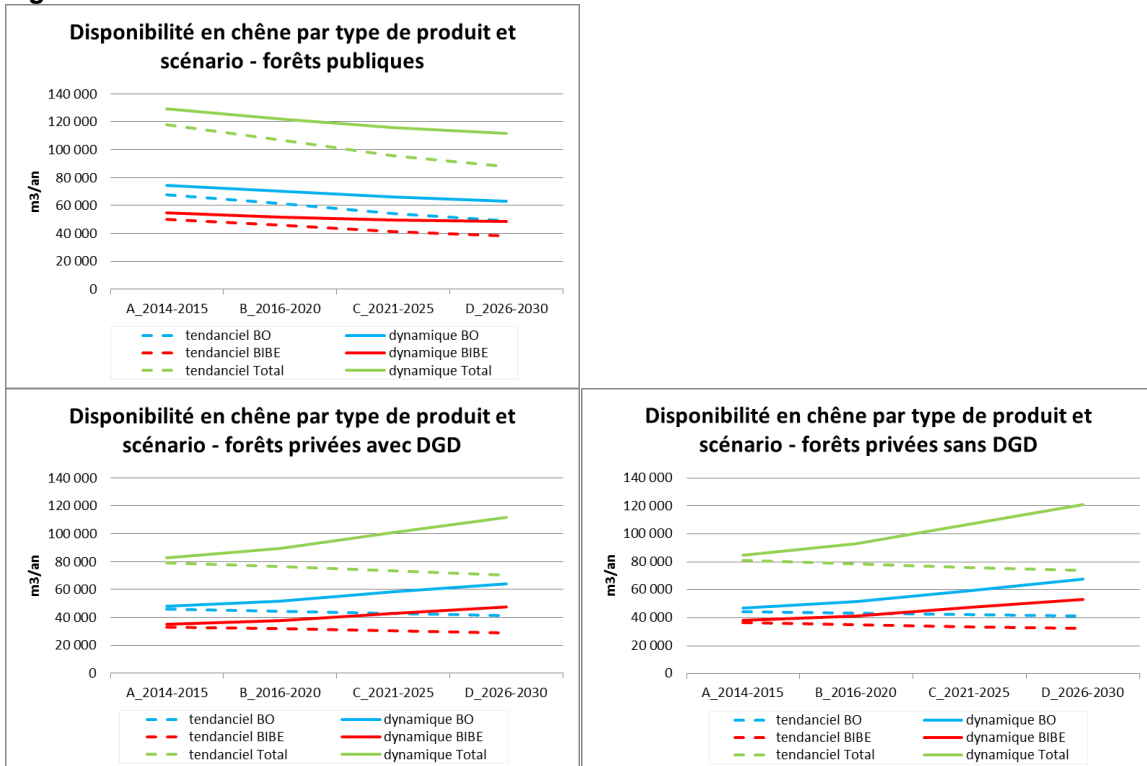 Disponibilité en chêne par type de produit et
scénario - forêts publiques
140 000
120 000
100 000
80 000
60 000
40 000
20 000
0
m3/an
A_2014-2015 B_2016-2020 C_2021-2025 D_2026-2030
tendanciel BO dynamique BO
tendanciel BIBE dynamique BIBE
tendanciel Total dynamique Total
Disponibilité en chêne par type de produit et
scénario - forêts privées avec DGD
140 000
120 000
100 000
80 000
60 000
40 000
20 000
0
m3/an
A_2014-2015 B_2016-2020 C_2021-2025 D_2026-2030
tendanciel BO dynamique BO
tendanciel BIBE dynamique BIBE
tendanciel Total dynamique Total
Disponibilité en chêne par type de produit et
scénario - forêts privées sans DGD
140 000
120 000
100 000
80 000
60 000
40 000
20 000
0
m3/an
A_2014-2015 B_2016-2020 C_2021-2025 D_2026-2030
tendanciel BO dynamique BO
tendanciel BIBE dynamique BIBE
tendanciel Total dynamique Total